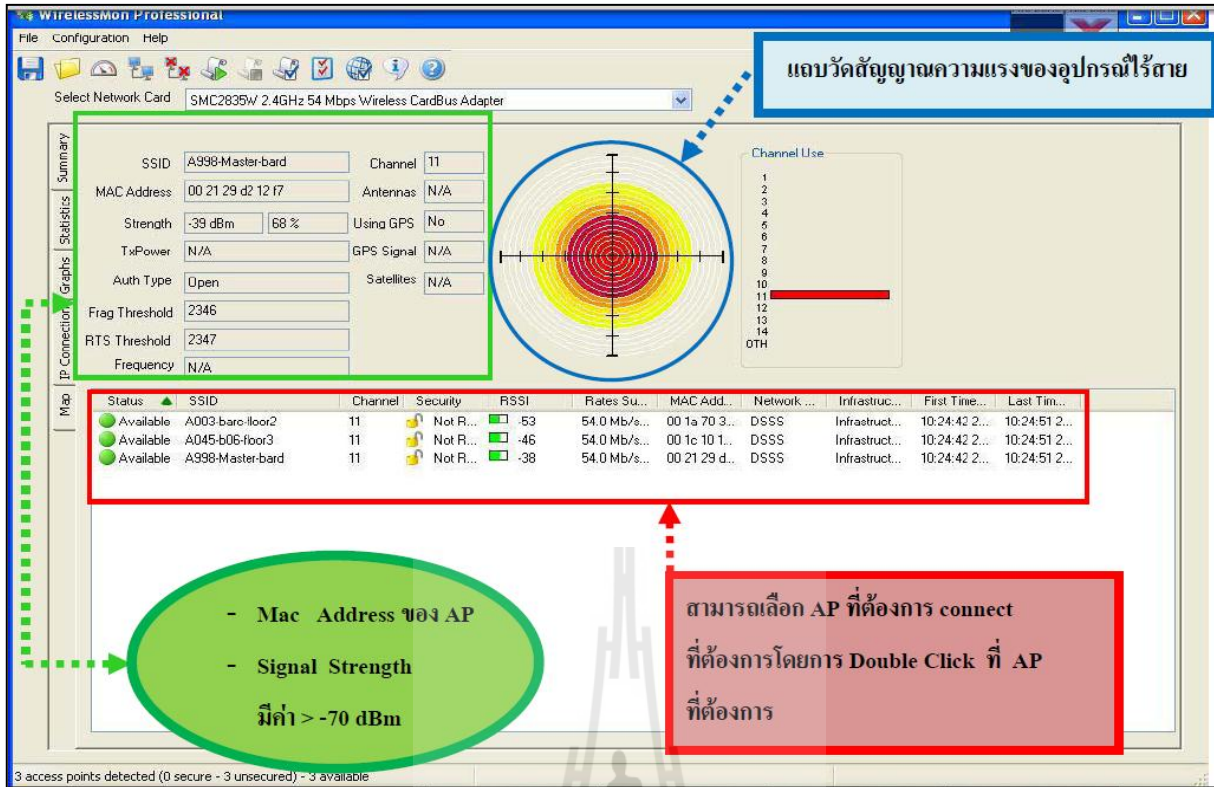 WirelessMon Professional
File Configuration Help
แถบวัดสัญญาณความแรงของอุปกรณ์ไร้สาย
Select Network Card SMC2835W 2.4GHz 54 Mbps Wireless CardBus Adapter
Summary
Statistics
Graphs
IP Connection
Map
SSID A998-Master-bard Channel 11
MAC Address 00 21 29 d2 12 f7 Antennas N/A
Strength -39 dBm 68 % Using GPS No
TxPower N/A GPS Signal N/A
Auth Type Open Satellites N/A
Frag Threshold 2346
RTS Threshold 2347
Frequency N/A
Channel Use
1
2
3
4
5
6
7
8
9
10
11
12
13
14
OTH
Status SSID Channel Security RSSI Rates Su... MAC Add... Network ... Infrastruc... First Time... Last Tim...
Available A003-barc-floor2 11 Not R... -53 54.0 Mb/s... 00 1a 70 3... DSSS Infrastruct... 10:24:42 2... 10:24:51 2...
Available A045-b06-floor3 11 Not R... -46 54.0 Mb/s... 00 1c 10 1... DSSS Infrastruct... 10:24:42 2... 10:24:51 2...
Available A998-Master-bard 11 Not R... -38 54.0 Mb/s... 00 21 29 d... DSSS Infrastruct... 10:24:42 2... 10:24:51 2...
- Mac Address ของ AP
- Signal Strength
มีค่า > -70 dBm
สามารถเลือก AP ที่ต้องการ connect
ที่ต้องการโดยการ Double Click ที่ AP
ที่ต้องการ
3 access points detected (0 secure - 3 unsecured) - 3 available